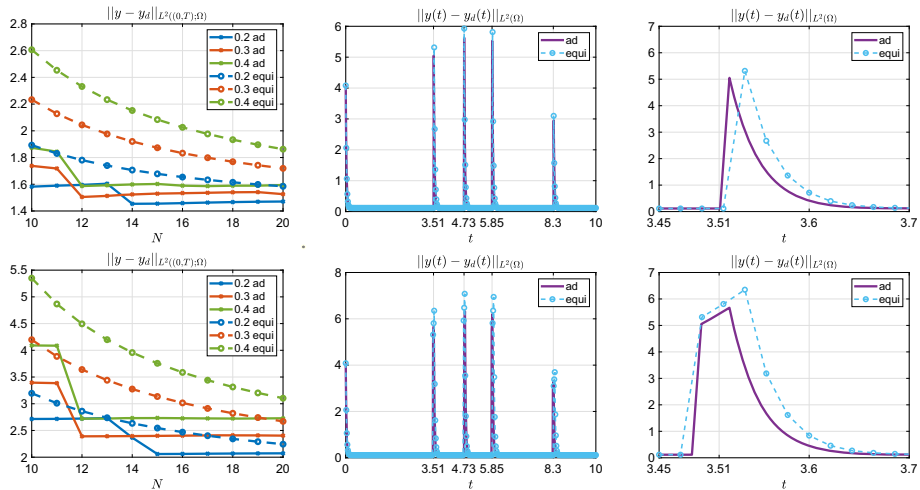 ||y − y_d||_{L²((0,T);Ω)}
2.8
2.6
2.4
2.2
2
1.8
1.6
1.4
10 12 14 16 18 20
N
0.2 ad
0.3 ad
0.4 ad
0.2 equi
0.3 equi
0.4 equi
||y(t) − y_d(t)||_{L²(Ω)}
6
5
4
3
2
1
0
0 3.51 4.73 5.85 8.3 10
t
ad
equi
||y(t) − y_d(t)||_{L²(Ω)}
7
6
5
4
3
2
1
0
3.45 3.51 3.6 3.7
t
ad
equi
||y − y_d||_{L²((0,T);Ω)}
5.5
5
4.5
4
3.5
3
2.5
2
10 12 14 16 18 20
N
0.2 ad
0.3 ad
0.4 ad
0.2 equi
0.3 equi
0.4 equi
||y(t) − y_d(t)||_{L²(Ω)}
8
6
4
2
0
0 3.51 4.73 5.85 8.3 10
t
ad
equi
||y(t) − y_d(t)||_{L²(Ω)}
7
6
5
4
3
2
1
0
3.45 3.51 3.6 3.7
t
ad
equi